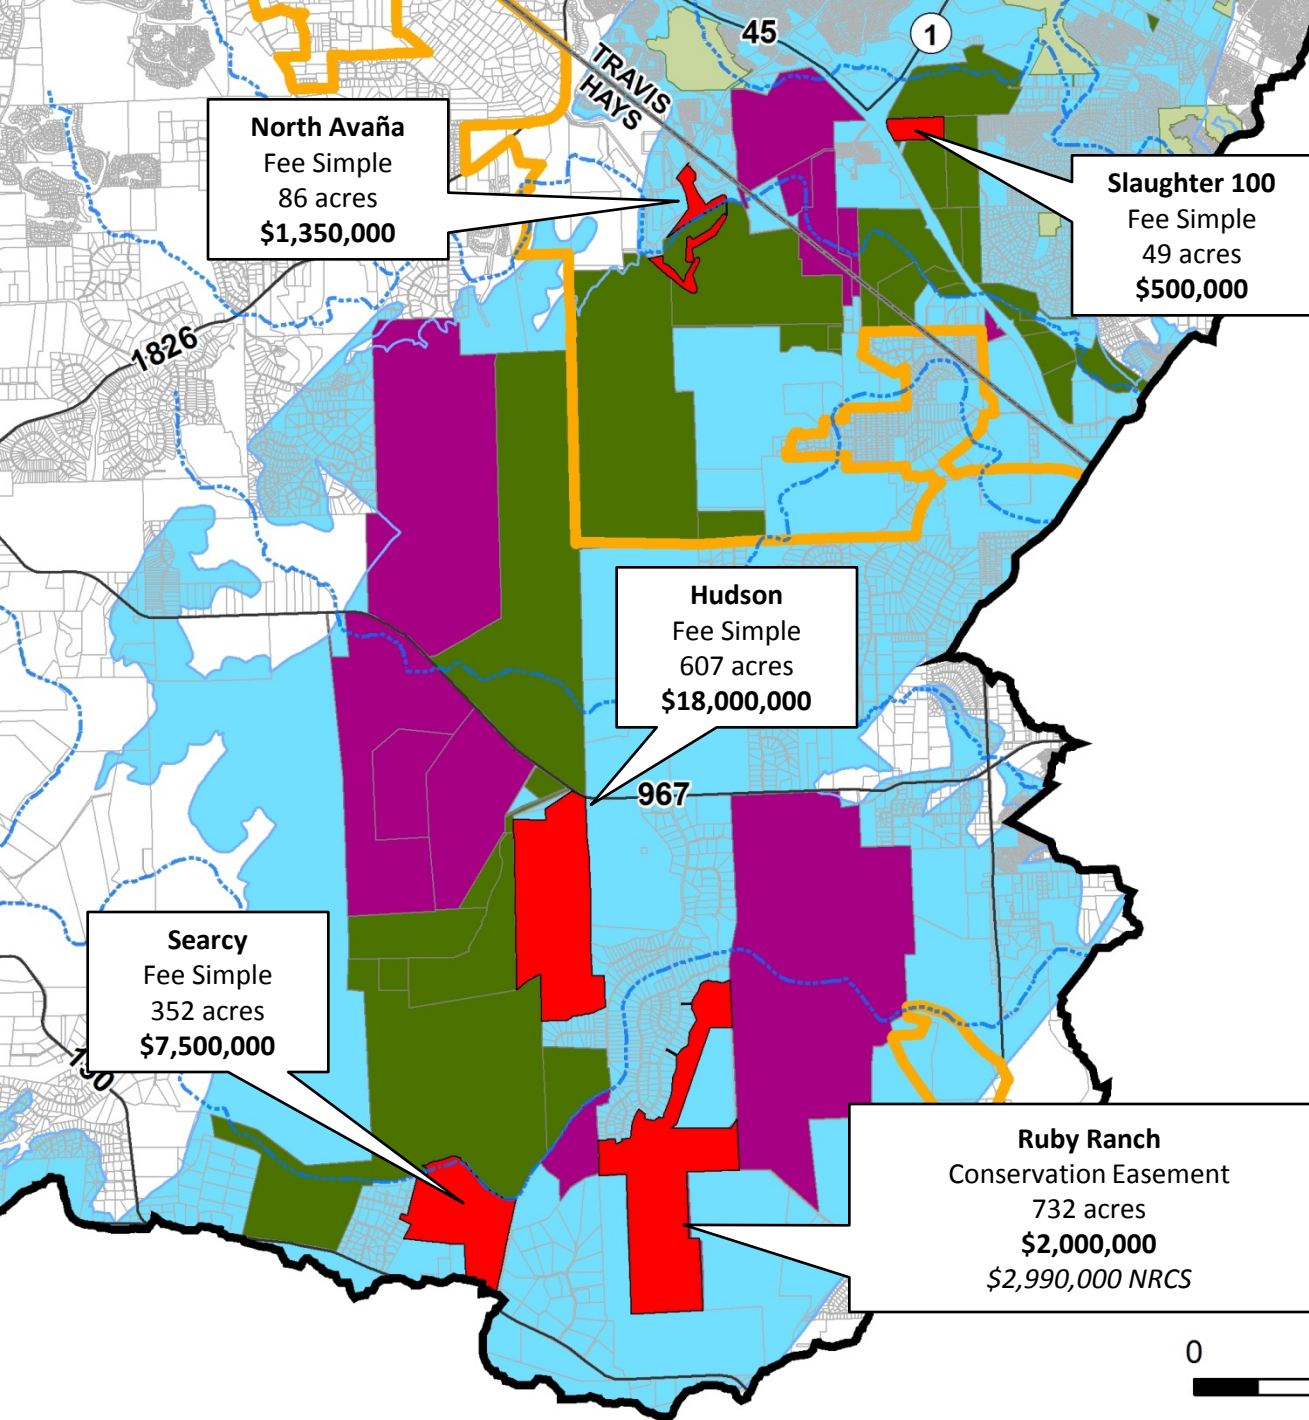 45
1
TRAVIS
HAYS
North Avaña
Fee Simple
86 acres
$1,350,000
Slaughter 100
Fee Simple
49 acres
$500,000
1826
Hudson
Fee Simple
607 acres
$18,000,000
967
Searcy
Fee Simple
352 acres
$7,500,000
150
Ruby Ranch
Conservation Easement
732 acres
$2,000,000
$2,990,000 NRCS
0